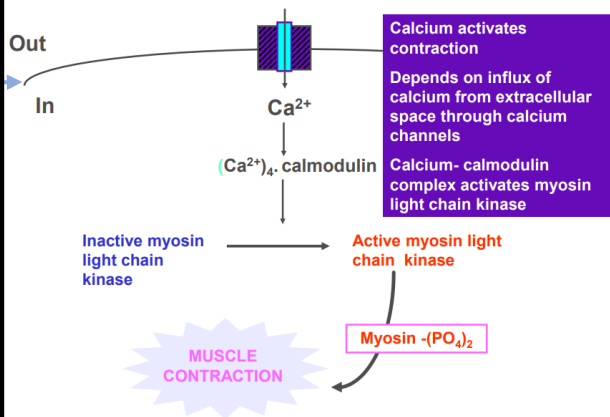 Out
In
Ca²⁺
(Ca²⁺)₄. calmodulin
Inactive myosin
light chain
kinase
Active myosin light
chain kinase
Myosin -(PO₄)₂
MUSCLE
CONTRACTION
Calcium activates
contraction
Depends on influx of
calcium from extracellular
space through calcium
channels
Calcium- calmodulin
complex activates myosin
light chain kinase